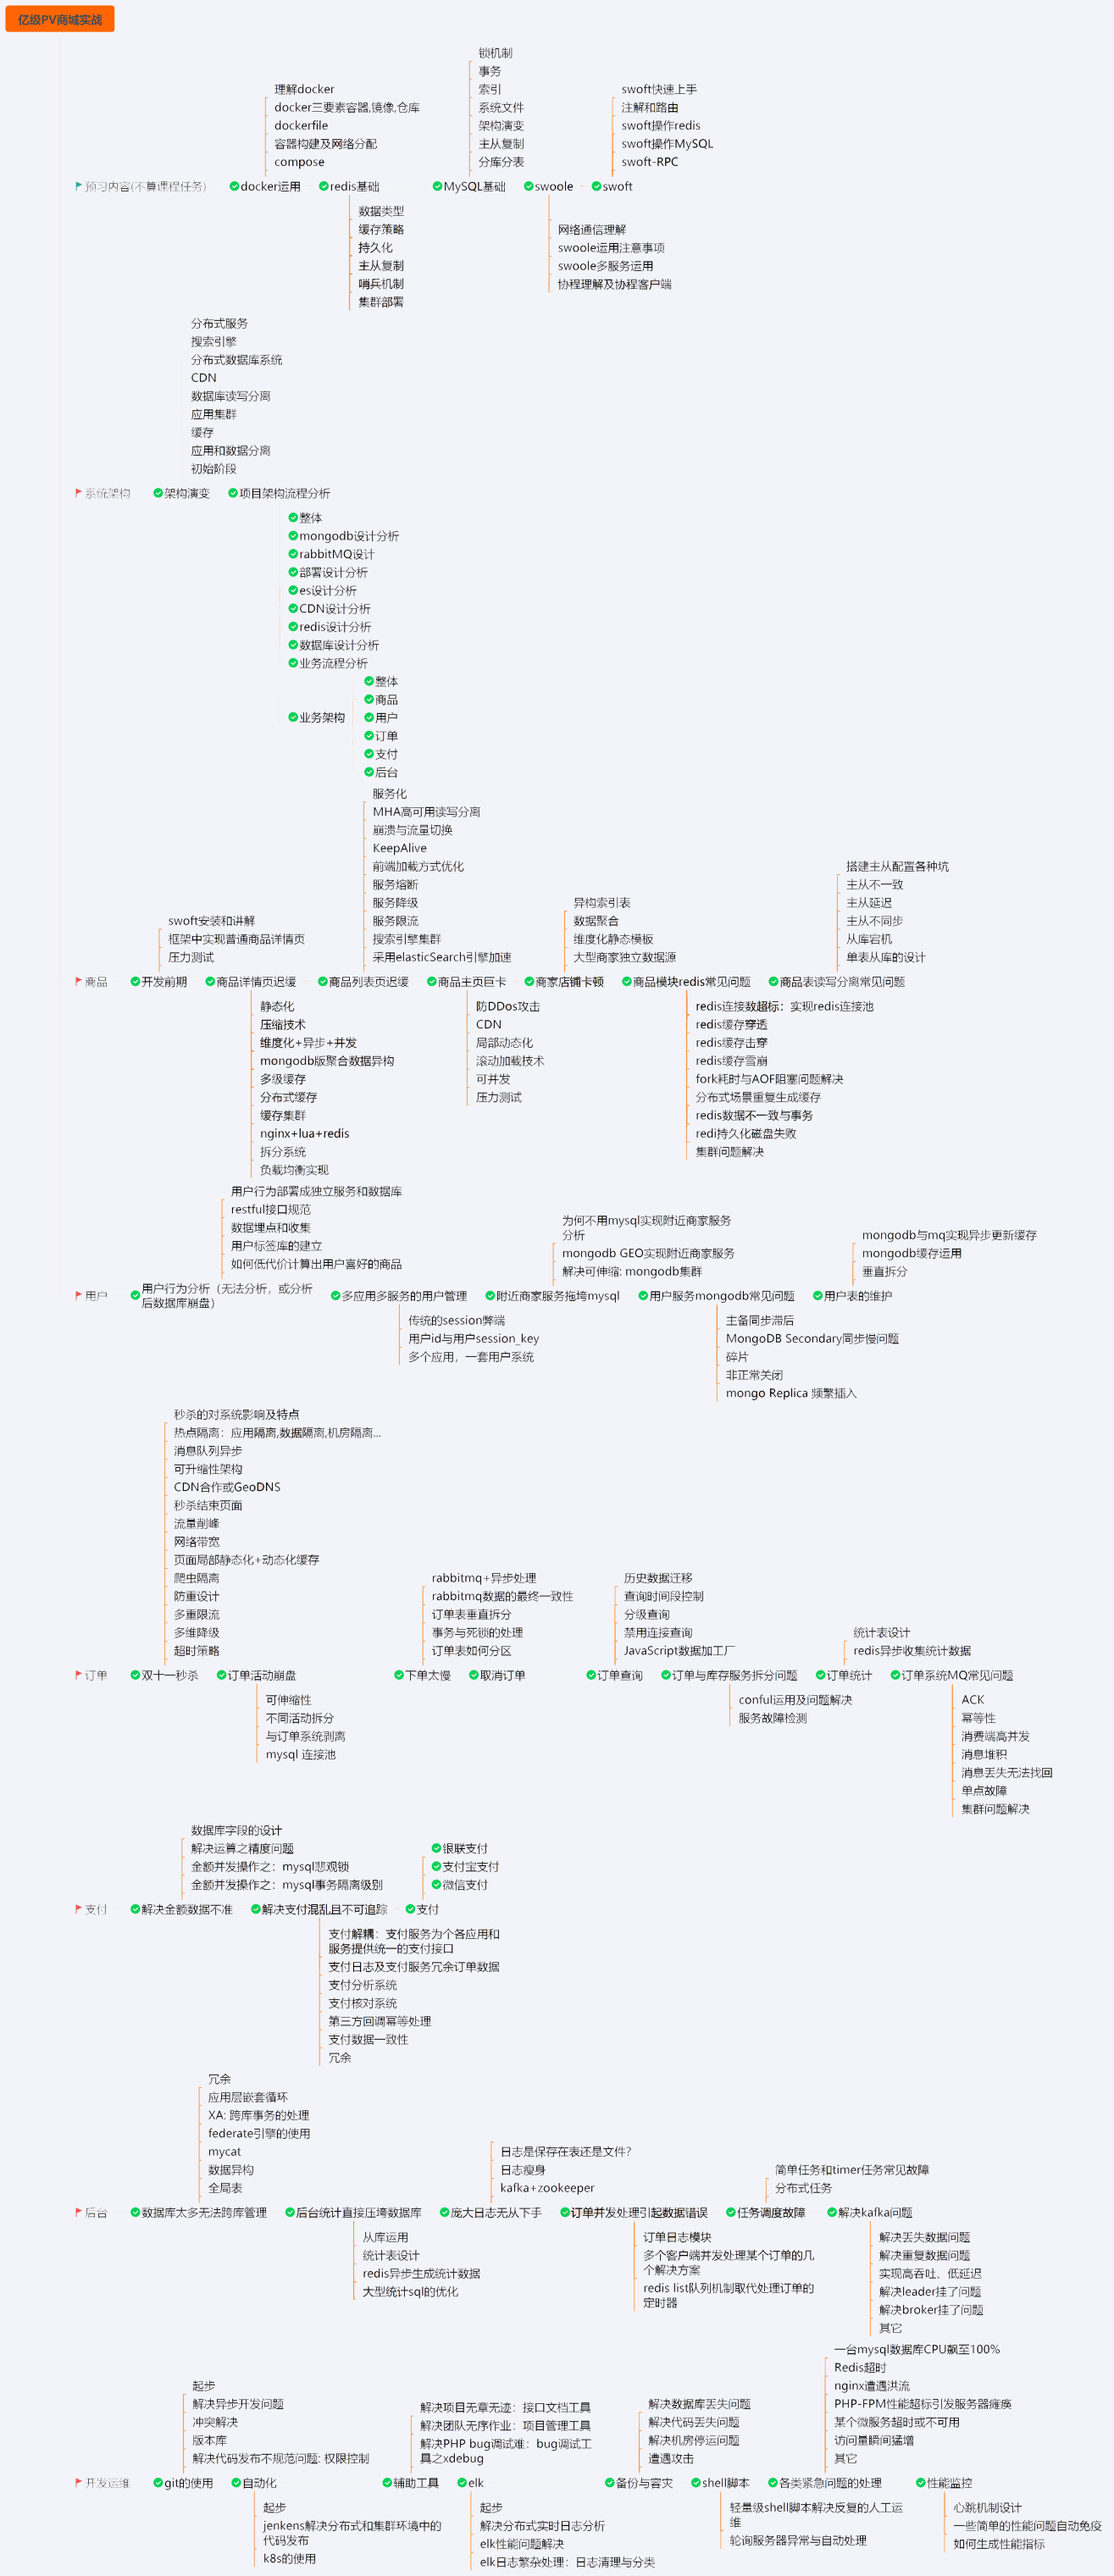 亿级PV商城实战
锁机制
事务
理解docker
索引
swoft快速上手
docker三要素容器,镜像,仓库
系统文件
注解和路由
dockerfile
架构演变
swoft操作redis
容器构建及网络分配
主从复制
swoft操作MySQL
compose
分库分表
swoft-RPC
预习内容(不算课程任务)
docker运用
redis基础
MySQL基础
swoole
swoft
数据类型
缓存策略
网络通信理解
持久化
swoole运用注意事项
主从复制
swoole多服务运用
哨兵机制
协程理解及协程客户端
集群部署
分布式服务
搜索引擎
分布式数据库系统
CDN
数据库读写分离
应用集群
缓存
应用和数据分离
初始阶段
系统架构
架构演变
项目架构流程分析
整体
mongodb设计分析
rabbitMQ设计
部署设计分析
es设计分析
CDN设计分析
redis设计分析
数据库设计分析
业务流程分析
整体
商品
业务架构
用户
订单
支付
后台
服务化
MHA高可用读写分离
崩溃与流量切换
KeepAlive
前端加载方式优化
搭建主从配置各种坑
服务熔断
主从不一致
服务降级
异构索引表
主从延迟
swoft安装和讲解
服务限流
数据聚合
主从不同步
框架中实现普通商品详情页
搜索引擎集群
维度化静态模板
从库宕机
压力测试
采用elasticSearch引擎加速
大型商家独立数据源
单表从库的设计
商品
开发前期
商品详情页迟缓
商品列表页迟缓
商品主页巨卡
商家店铺卡顿
商品模块redis常见问题
商品表读写分离常见问题
静态化
防DDos攻击
redis连接数超标：实现redis连接池
压缩技术
CDN
redis缓存穿透
维度化+异步+并发
局部动态化
redis缓存击穿
mongodb版聚合数据异构
滚动加载技术
redis缓存雪崩
多级缓存
可并发
fork耗时与AOF阻塞问题解决
分布式缓存
压力测试
分布式场景重复生成缓存
缓存集群
redis数据不一致与事务
nginx+lua+redis
redi持久化磁盘失败
拆分系统
集群问题解决
负载均衡实现
用户行为部署成独立服务和数据库
restful接口规范
数据埋点和收集
用户标签库的建立
如何低代价计算出用户喜好的商品
为何不用mysql实现附近商家服务
分析
mongodb GEO实现附近商家服务
解决可伸缩: mongodb集群
mongodb与mq实现异步更新缓存
mongodb缓存运用
垂直拆分
用户
用户行为分析（无法分析，或分析
后数据库崩盘）
多应用多服务的用户管理
附近商家服务拖垮mysql
用户服务mongodb常见问题
用户表的维护
传统的session弊端
用户id与用户session_key
多个应用，一套用户系统
主备同步滞后
MongoDB Secondary同步慢问题
碎片
非正常关闭
mongo Replica 频繁插入
秒杀的对系统影响及特点
热点隔离：应用隔离,数据隔离,机房隔离...
消息队列异步
可升缩性架构
CDN合作或GeoDNS
秒杀结束页面
流量削峰
网络带宽
页面局部静态化+动态化缓存
爬虫隔离
防重设计
多重限流
多维降级
超时策略
rabbitmq+异步处理
rabbitmq数据的最终一致性
订单表垂直拆分
事务与死锁的处理
订单表如何分区
历史数据迁移
查询时间段控制
分级查询
禁用连接查询
JavaScript数据加工厂
统计表设计
redis异步收集统计数据
订单
双十一秒杀
订单活动崩盘
下单太慢
取消订单
订单查询
订单与库存服务拆分问题
订单统计
订单系统MQ常见问题
可伸缩性
不同活动拆分
与订单系统剥离
mysql 连接池
conful运用及问题解决
服务故障检测
ACK
幂等性
消费端高并发
消息堆积
消息丢失无法找回
单点故障
集群问题解决
数据库字段的设计
解决运算之精度问题
金额并发操作之：mysql悲观锁
金额并发操作之：mysql事务隔离级别
银联支付
支付宝支付
微信支付
支付
解决金额数据不准
解决支付混乱且不可追踪
支付
支付解耦：支付服务为个各应用和
服务提供统一的支付接口
支付日志及支付服务冗余订单数据
支付分析系统
支付核对系统
第三方回调幂等处理
支付数据一致性
冗余
冗余
应用层嵌套循环
XA: 跨库事务的处理
federate引擎的使用
mycat
数据异构
全局表
日志是保存在表还是文件?
日志瘦身
kafka+zookeeper
简单任务和timer任务常见故障
分布式任务
后台
数据库太多无法跨库管理
后台统计直接压垮数据库
庞大日志无从下手
订单并发处理引起数据错误
任务调度故障
解决kafka问题
从库运用
统计表设计
redis异步生成统计数据
大型统计sql的优化
订单日志模块
多个客户端并发处理某个订单的几
个解决方案
redis list队列机制取代处理订单的
定时器
解决丢失数据问题
解决重复数据问题
实现高吞吐、低延迟
解决leader挂了问题
解决broker挂了问题
其它
起步
解决异步开发问题
冲突解决
版本库
解决代码发布不规范问题: 权限控制
解决项目无章无迹：接口文档工具
解决团队无序作业：项目管理工具
解决PHP bug调试难：bug调试工
具之xdebug
解决数据库丢失问题
解决代码丢失问题
解决机房停运问题
遭遇攻击
一台mysql数据库CPU飙至100%
Redis超时
nginx遭遇洪流
PHP-FPM性能超标引发服务器瘫痪
某个微服务超时或不可用
访问量瞬间猛增
其它
开发运维
git的使用
自动化
辅助工具
elk
备份与容灾
shell脚本
各类紧急问题的处理
性能监控
起步
jenkens解决分布式和集群环境中的
代码发布
k8s的使用
起步
解决分布式实时日志分析
elk性能问题解决
elk日志繁杂处理：日志清理与分类
轻量级shell脚本解决反复的人工运
维
轮询服务器异常与自动处理
心跳机制设计
一些简单的性能问题自动免疫
如何生成性能指标